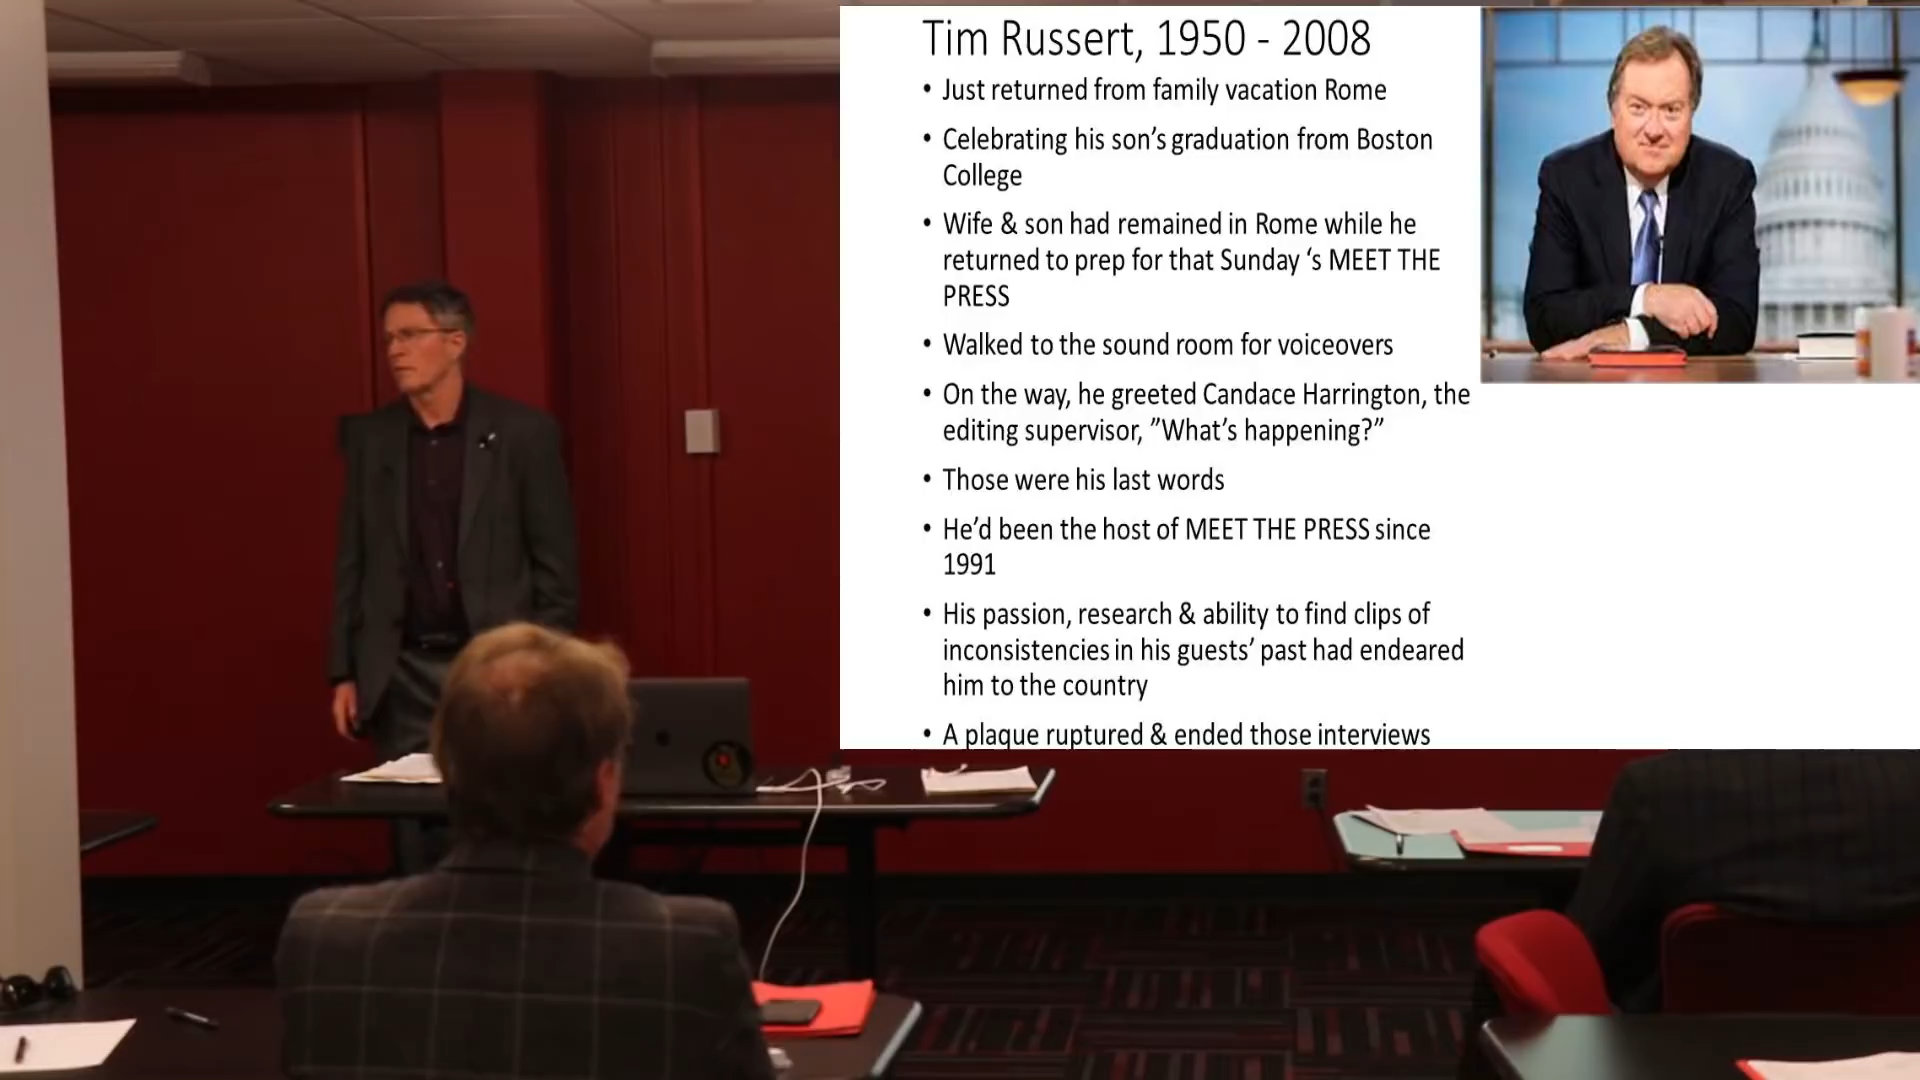 Tim Russert, 1950 - 2008
• Just returned from family vacation Rome
• Celebrating his son’s graduation from Boston
College
• Wife & son had remained in Rome while he
returned to prep for that Sunday ‘s MEET THE
PRESS
• Walked to the sound room for voiceovers
• On the way, he greeted Candace Harrington, the
editing supervisor, ”What’s happening?”
• Those were his last words
• He’d been the host of MEET THE PRESS since
1991
• His passion, research & ability to find clips of
inconsistencies in his guests’ past had endeared
him to the country
• A plaque ruptured & ended those interviews